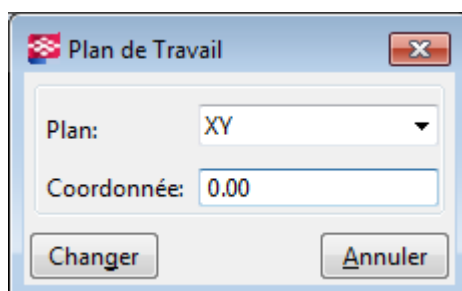 Plan de Travail
Plan: XY
Coordonnée: 0.00
Changer Annuler